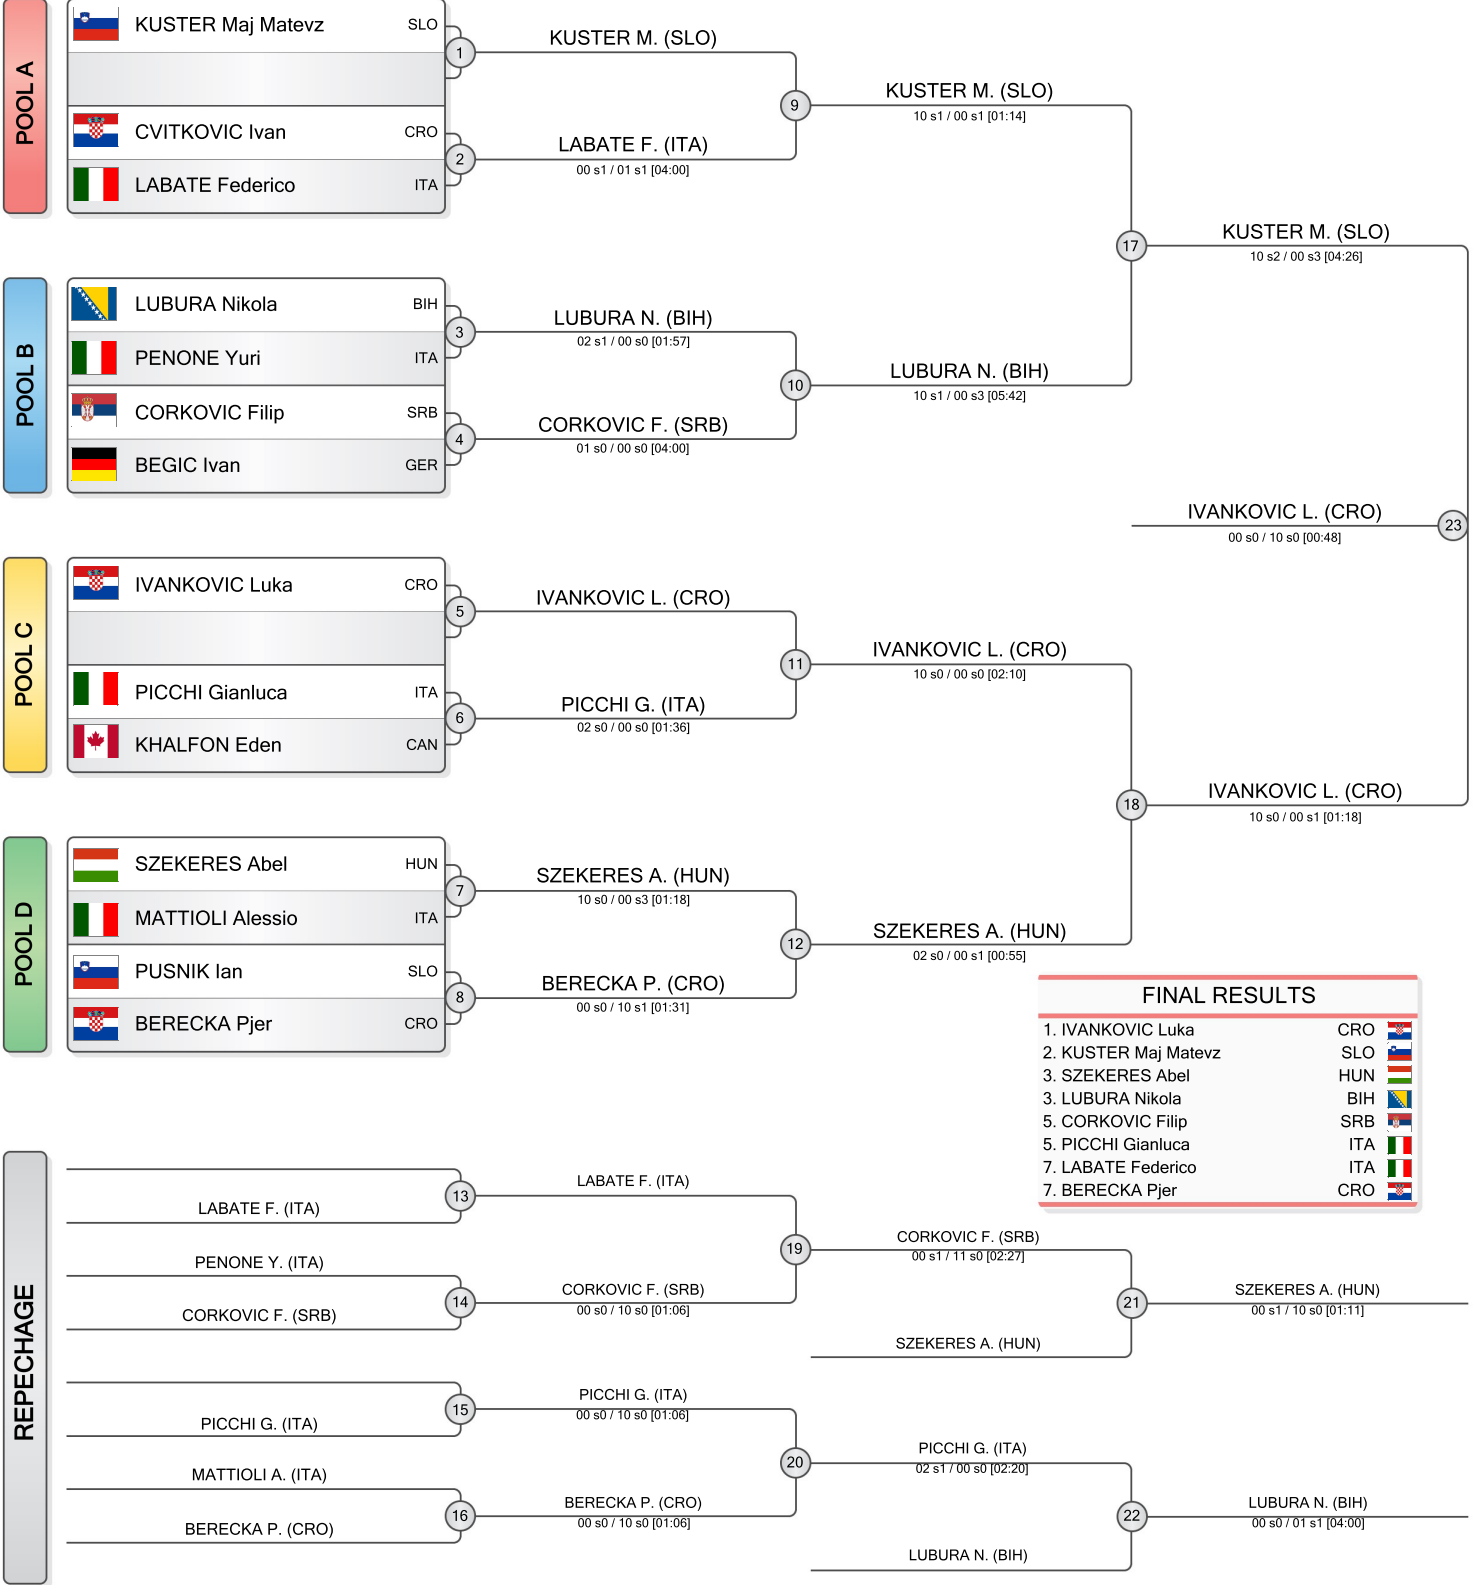 POOL A
KUSTER Maj Matevz SLO
CVITKOVIC Ivan CRO
LABATE Federico ITA
1
KUSTER M. (SLO)
2
LABATE F. (ITA)
00 s1 / 01 s1 [04:00]
9
KUSTER M. (SLO)
10 s1 / 00 s1 [01:14]
POOL B
LUBURA Nikola BIH
PENONE Yuri ITA
CORKOVIC Filip SRB
BEGIC Ivan GER
3
LUBURA N. (BIH)
02 s1 / 00 s0 [01:57]
4
CORKOVIC F. (SRB)
01 s0 / 00 s0 [04:00]
10
LUBURA N. (BIH)
10 s1 / 00 s3 [05:42]
17
KUSTER M. (SLO)
10 s2 / 00 s3 [04:26]
IVANKOVIC L. (CRO)
00 s0 / 10 s0 [00:48]
23
POOL C
IVANKOVIC Luka CRO
PICCHI Gianluca ITA
KHALFON Eden CAN
5
IVANKOVIC L. (CRO)
6
PICCHI G. (ITA)
02 s0 / 00 s0 [01:36]
11
IVANKOVIC L. (CRO)
10 s0 / 00 s0 [02:10]
POOL D
SZEKERES Abel HUN
MATTIOLI Alessio ITA
PUSNIK Ian SLO
BERECKA Pjer CRO
7
SZEKERES A. (HUN)
10 s0 / 00 s3 [01:18]
8
BERECKA P. (CRO)
00 s0 / 10 s1 [01:31]
12
SZEKERES A. (HUN)
02 s0 / 00 s1 [00:55]
18
IVANKOVIC L. (CRO)
10 s0 / 00 s1 [01:18]
FINAL RESULTS
1. IVANKOVIC Luka CRO
2. KUSTER Maj Matevz SLO
3. SZEKERES Abel HUN
3. LUBURA Nikola BIH
5. CORKOVIC Filip SRB
5. PICCHI Gianluca ITA
7. LABATE Federico ITA
7. BERECKA Pjer CRO
REPECHAGE
LABATE F. (ITA)
13
LABATE F. (ITA)
PENONE Y. (ITA)
CORKOVIC F. (SRB)
14
CORKOVIC F. (SRB)
00 s0 / 10 s0 [01:06]
19
CORKOVIC F. (SRB)
00 s1 / 11 s0 [02:27]
SZEKERES A. (HUN)
21
SZEKERES A. (HUN)
00 s1 / 10 s0 [01:11]
PICCHI G. (ITA)
15
PICCHI G. (ITA)
00 s0 / 10 s0 [01:06]
MATTIOLI A. (ITA)
BERECKA P. (CRO)
16
BERECKA P. (CRO)
00 s0 / 10 s0 [01:06]
20
PICCHI G. (ITA)
02 s1 / 00 s0 [02:20]
LUBURA N. (BIH)
22
LUBURA N. (BIH)
00 s0 / 01 s1 [04:00]